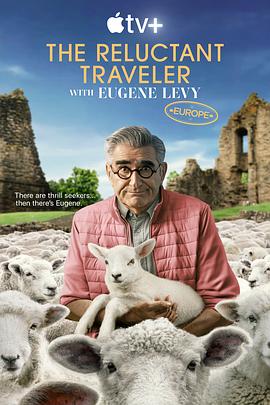 tv+
THE RELUCTANT
TRAVELER
WITH EUGENE LEVY
EUROPE
There are thrill seekers...
then there's Eugene.